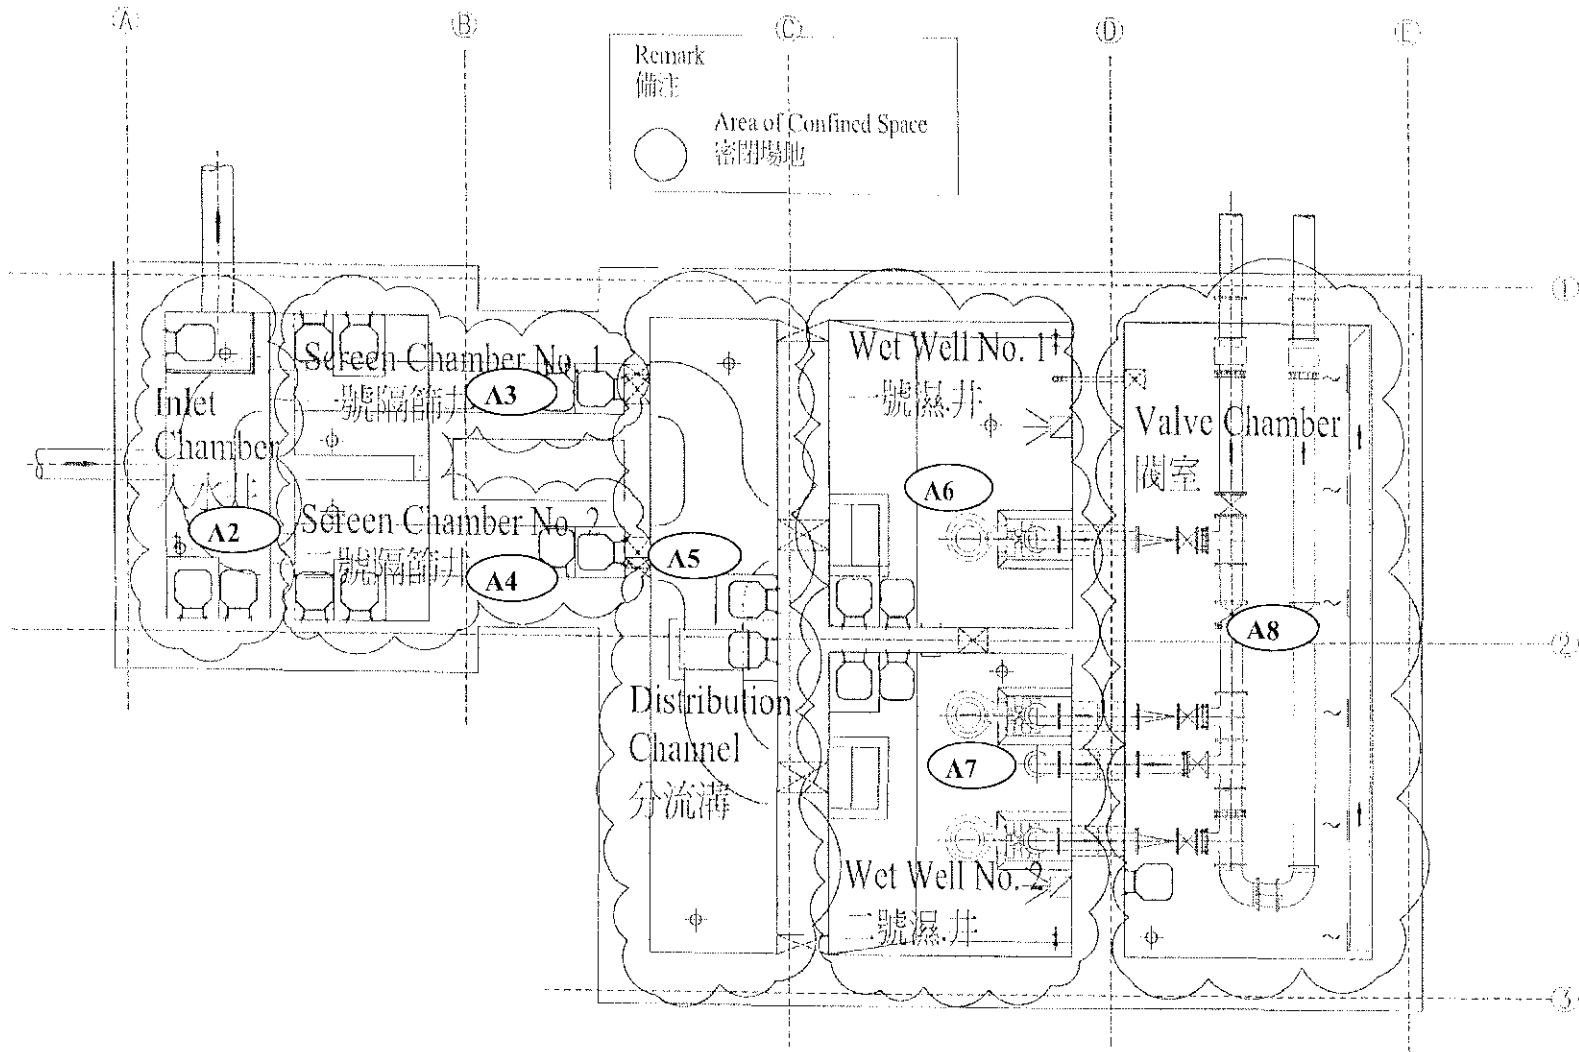 A
B
C
D
E
Remark
備注
Area of Confined Space
密閉場地
1
Screen Chamber No. 1
一號隔篩井
A3
Inlet
Chamber
入水井
A2
Screen Chamber No. 2
二號隔篩井
A4
A5
Wet Well No. 1
一號濕井
A6
Valve Chamber
閥室
A8
2
Distribution
Channel
分流溝
A7
Wet Well No. 2
二號濕井
3